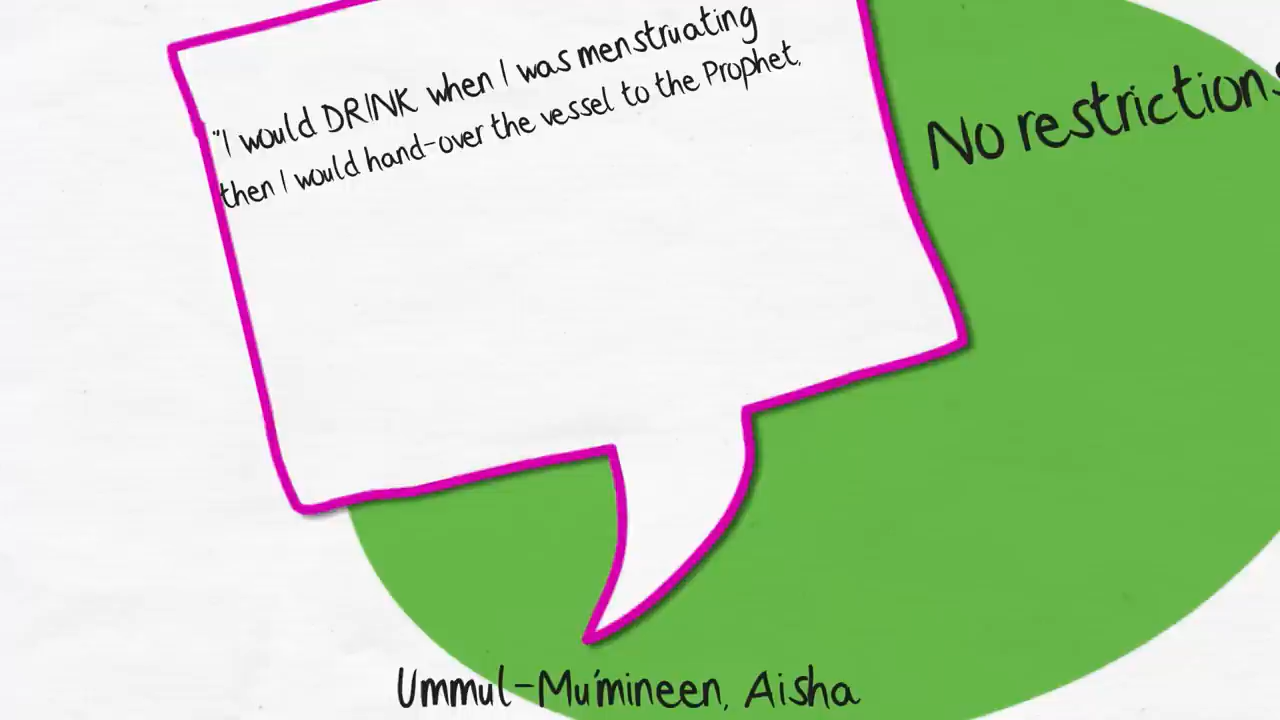 "I would DRINK when I was menstruating
then I would hand-over the vessel to the Prophet,
No restrictions
Ummul-Mu'mineen, Aisha